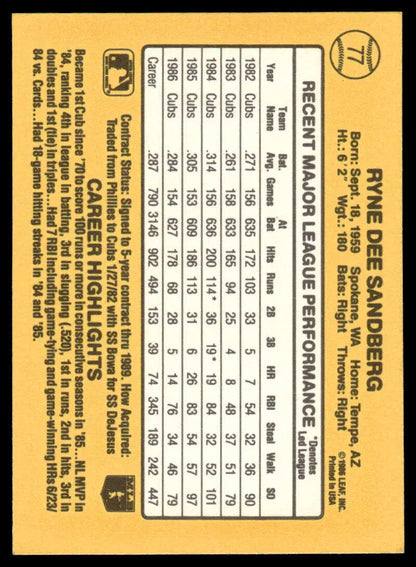 77
RYNE DEE SANDBERG
Born: Sept. 18, 1959 Spokane, WA Home: Tempe, AZ
Ht.: 6'2" Wgt.: 180 Bats: Right Throws: Right
©1986 LEAF, INC.
Printed in USA
RECENT MAJOR LEAGUE PERFORMANCE *Denotes Led League
Year Team Name Bat. Avg. Games At Bat Hits Runs 2B 3B HR RBI Steal Walk SO
1982 Cubs .271 156 635 172 103 33 5 7 54 32 36 90
1983 Cubs .261 158 633 165 94 25 4 8 48 37 51 79
1984 Cubs .314 156 636 200 114* 36 19* 19 84 32 52 101
1985 Cubs .305 153 609 186 113 31 6 26 83 54 57 97
1986 Cubs .284 154 627 178 68 28 5 14 76 34 46 79
Career .287 790 3146 902 494 153 39 74 345 189 242 447
Contract Status: Signed to 5-year contract thru 1989. How Acquired:
Traded from Phillies to Cubs 1/27/82 with SS Bowa for SS DeJesus
MLB
CAREER HIGHLIGHTS
Became 1st Cub since '70 to score 100 runs or more in consecutive seasons in '85...NL MVP in
'84, ranking 4th in league in batting, 3rd in slugging (.520), 1st in runs, 2nd in hits, 3rd in
doubles and 1st (tie) in triples...Had 7 RBI including game-tying and game-winning HRs 6/23/
84 vs. Cards...Had 18-game hitting streaks in '84 and '85.